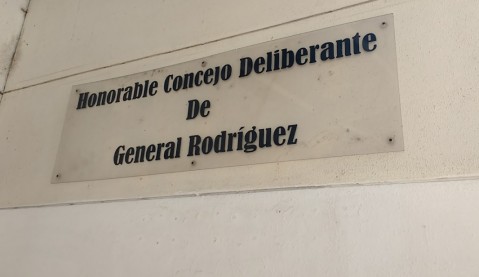 Honorable Concejo Deliberante
De
General Rodríguez